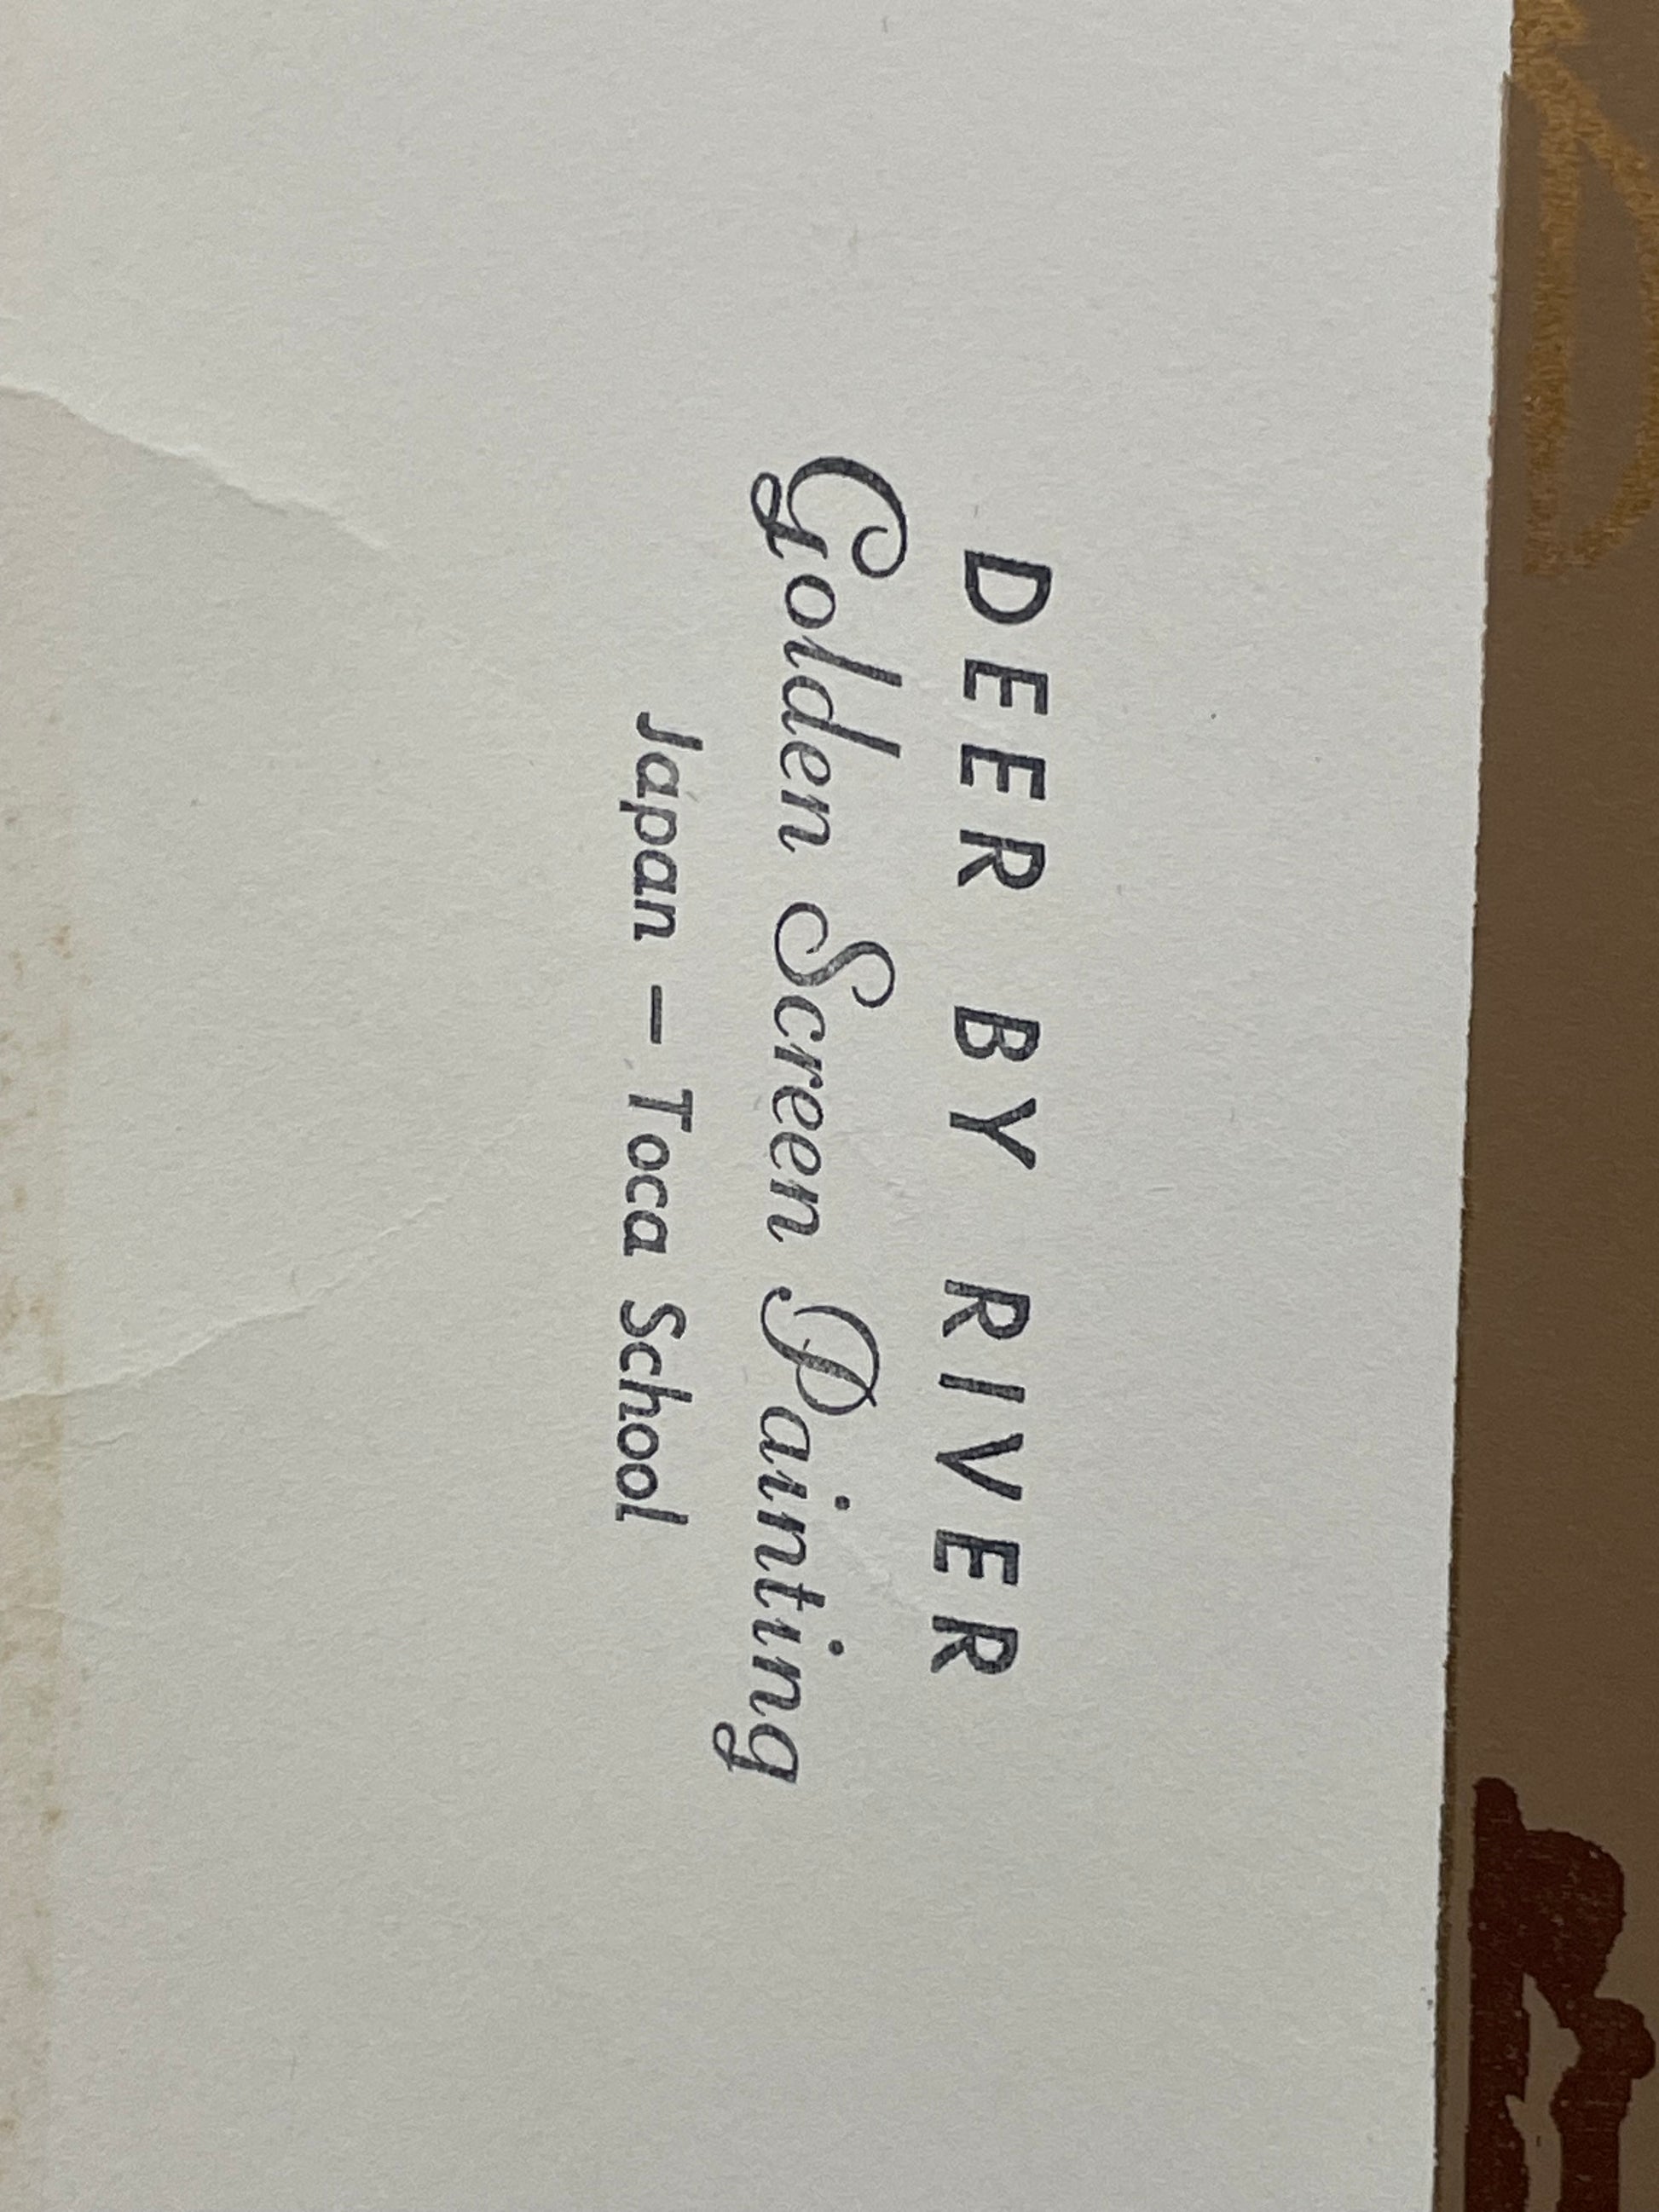 DEER BY RIVER
Golden Screen Painting
Japan – Toca School